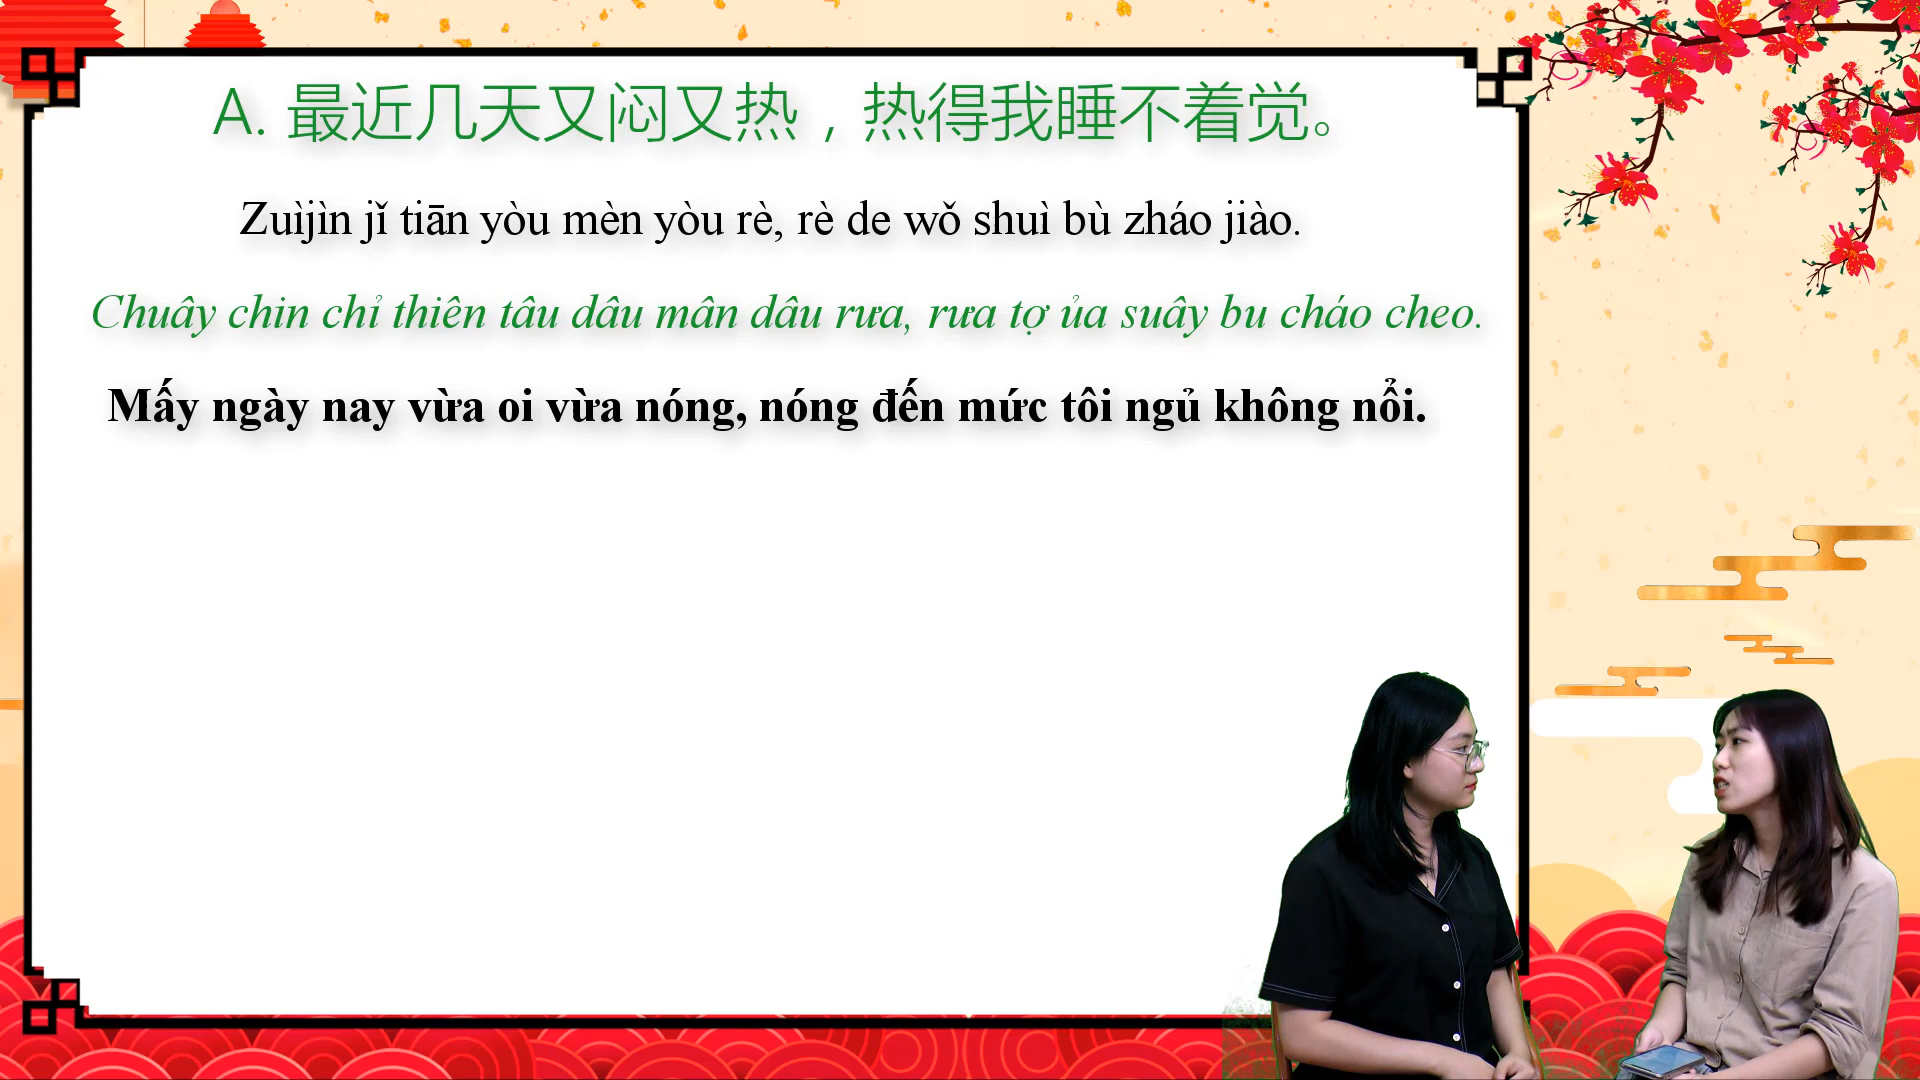 A. 最近几天又闷又热，热得我睡不着觉。
Zuìjìn jǐ tiān yòu mèn yòu rè, rè de wǒ shuì bù zháo jiào.
Chuây chin chỉ thiên tâu dâu mân dâu rưa, rưa tợ ủa suây bu cháo cheo.
Mấy ngày nay vừa oi vừa nóng, nóng đến mức tôi ngủ không nổi.